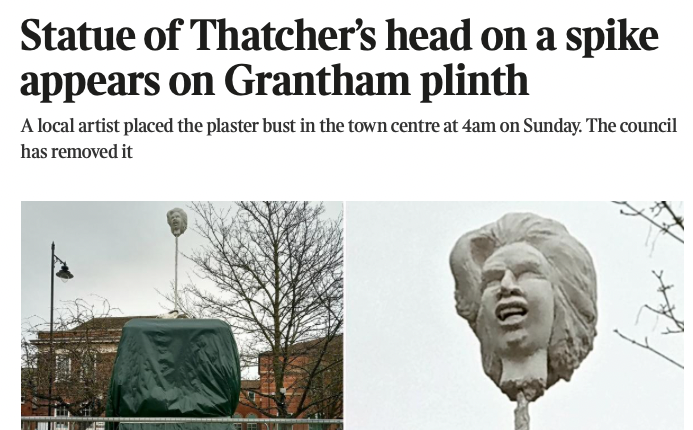 Statue of Thatcher's head on a spike
appears on Grantham plinth
A local artist placed the plaster bust in the town centre at 4am on Sunday. The council
has removed it